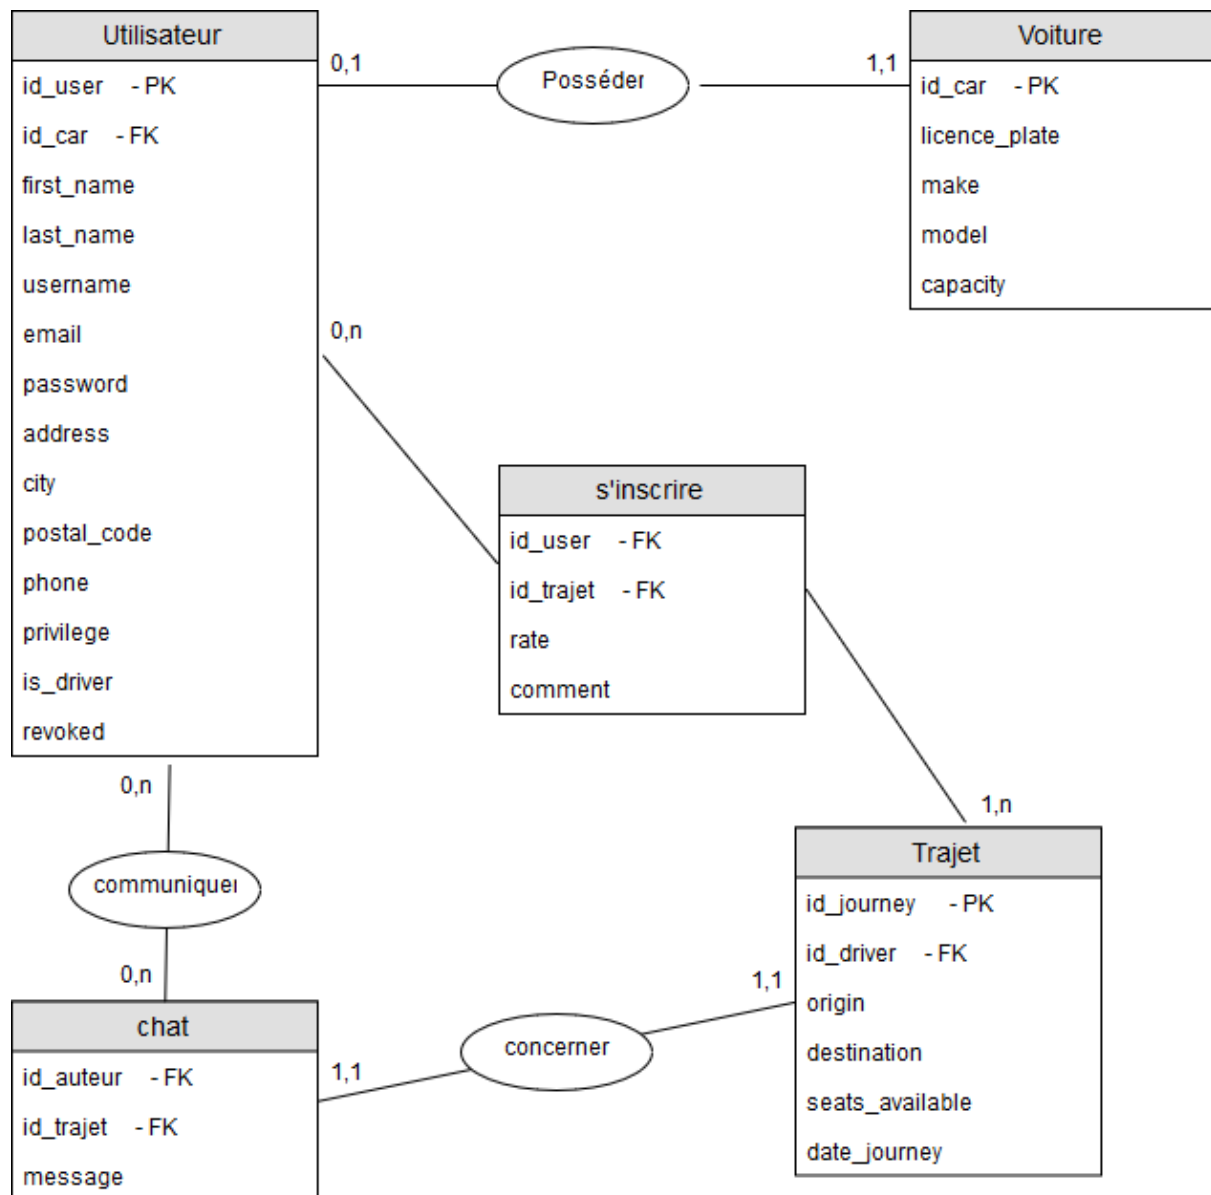 Utilisateur
id_user - PK
id_car - FK
first_name
last_name
username
email
password
address
city
postal_code
phone
privilege
is_driver
revoked
0,1
Posséder
1,1
Voiture
id_car - PK
licence_plate
make
model
capacity
0,n
s'inscrire
id_user - FK
id_trajet - FK
rate
comment
1,n
Trajet
id_journey - PK
id_driver - FK
origin
destination
seats_available
date_journey
0,n
communiquer
0,n
chat
id_auteur - FK
id_trajet - FK
message
1,1
concerner
1,1